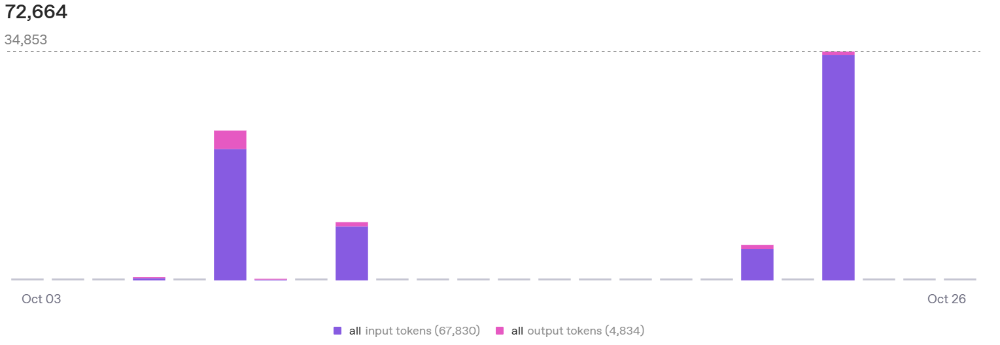 72,664
34,853
Oct 03
Oct 26
all input tokens (67,830)
all output tokens (4,834)